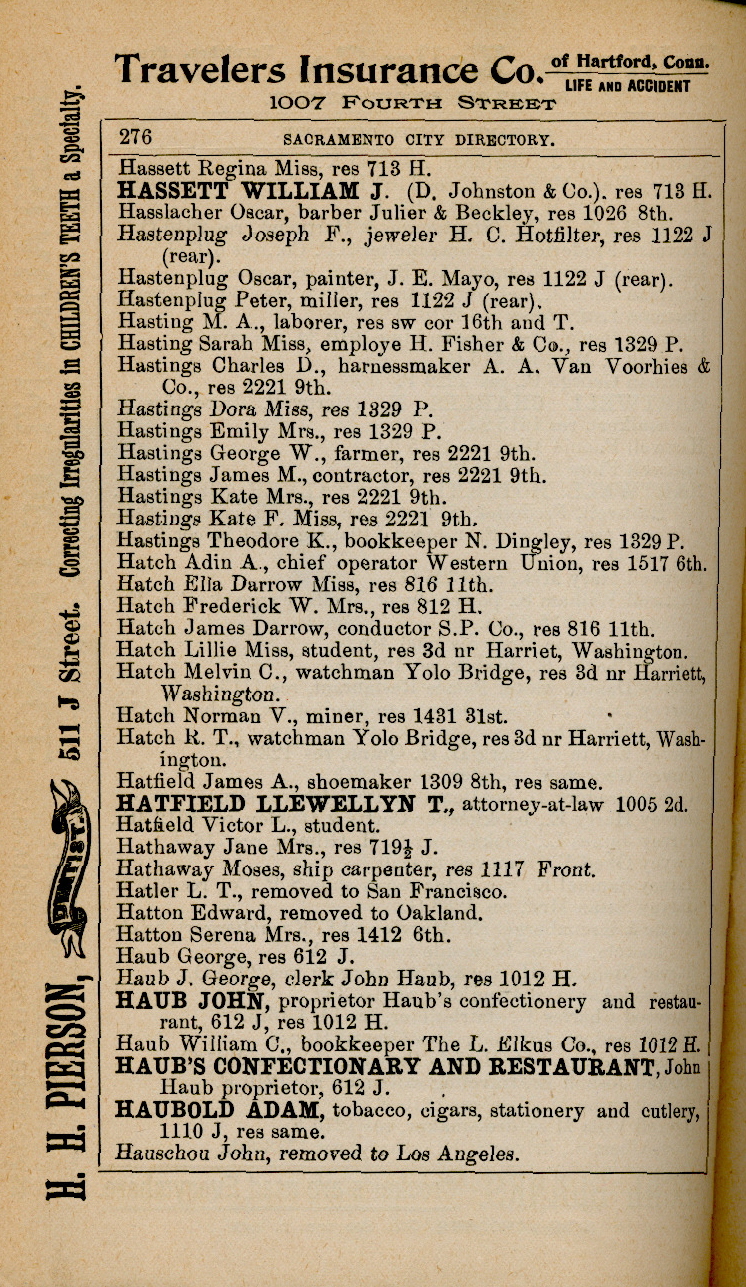 Travelers Insurance Co. of Hartford, Conn.
LIFE AND ACCIDENT
1007 FOURTH STREET
276 SACRAMENTO CITY DIRECTORY.
Hassett Regina Miss, res 713 H.
HASSETT WILLIAM J. (D. Johnston & Co.). res 713 H.
Hasslacher Oscar, barber Julier & Beckley, res 1026 8th.
Hastenplug Joseph F., jeweler H. C. Hotfilter, res 1122 J
(rear).
Hastenplug Oscar, painter, J. E. Mayo, res 1122 J (rear).
Hastenplug Peter, miller, res 1122 J (rear).
Hasting M. A., laborer, res sw cor 16th and T.
Hasting Sarah Miss, employe H. Fisher & Co., res 1329 P.
Hastings Charles D., harnessmaker A. A. Van Voorhies &
Co., res 2221 9th.
Hastings Dora Miss, res 1329 P.
Hastings Emily Mrs., res 1329 P.
Hastings George W., farmer, res 2221 9th.
Hastings James M., contractor, res 2221 9th.
Hastings Kate Mrs., res 2221 9th.
Hastings Kate F. Miss, res 2221 9th.
Hastings Theodore K., bookkeeper N. Dingley, res 1329 P.
Hatch Adin A., chief operator Western Union, res 1517 6th.
Hatch Ella Darrow Miss, res 816 11th.
Hatch Frederick W. Mrs., res 812 H.
Hatch James Darrow, conductor S.P. Co., res 816 11th.
Hatch Lillie Miss, student, res 3d nr Harriet, Washington.
Hatch Melvin C., watchman Yolo Bridge, res 3d nr Harriett,
Washington.
Hatch Norman V., miner, res 1431 31st.
Hatch R. T., watchman Yolo Bridge, res 3d nr Harriett, Wash-
ington.
Hatfield James A., shoemaker 1309 8th, res same.
HATFIELD LLEWELLYN T., attorney-at-law 1005 2d.
Hatfield Victor L., student.
Hathaway Jane Mrs., res 719½ J.
Hathaway Moses, ship carpenter, res 1117 Front.
Hatler L. T., removed to San Francisco.
Hatton Edward, removed to Oakland.
Hatton Serena Mrs., res 1412 6th.
Haub George, res 612 J.
Haub J. George, clerk John Haub, res 1012 H.
HAUB JOHN, proprietor Haub's confectionery and restau-
rant, 612 J, res 1012 H.
Haub William C., bookkeeper The L. Elkus Co., res 1012 H.
HAUB'S CONFECTIONARY AND RESTAURANT, John
Haub proprietor, 612 J.
HAUBOLD ADAM, tobacco, cigars, stationery and cutlery,
1110 J, res same.
Hauschou John, removed to Los Angeles.
H. H. PIERSON, Dentist. 511 J Street. Correcting Irregularities in CHILDREN'S TEETH a Specialty.